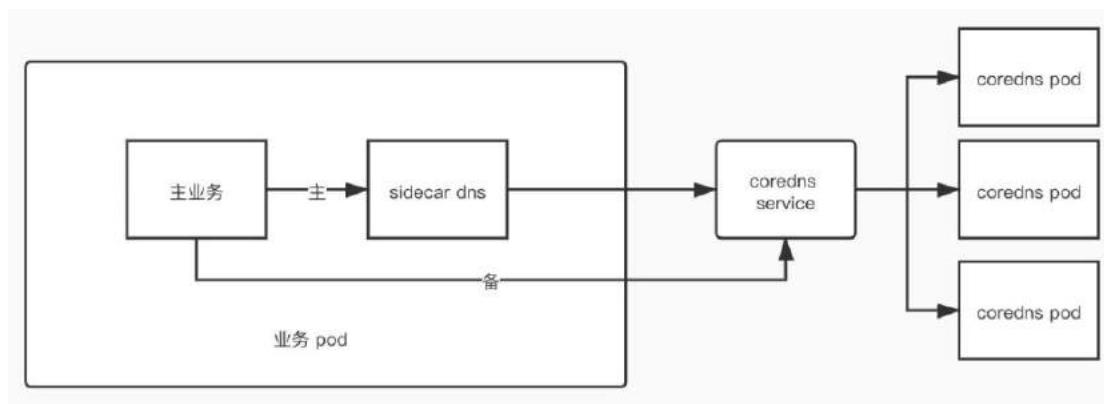 coredns pod
主业务
主
sidecar dns
coredns
service
coredns pod
备
业务 pod
coredns pod